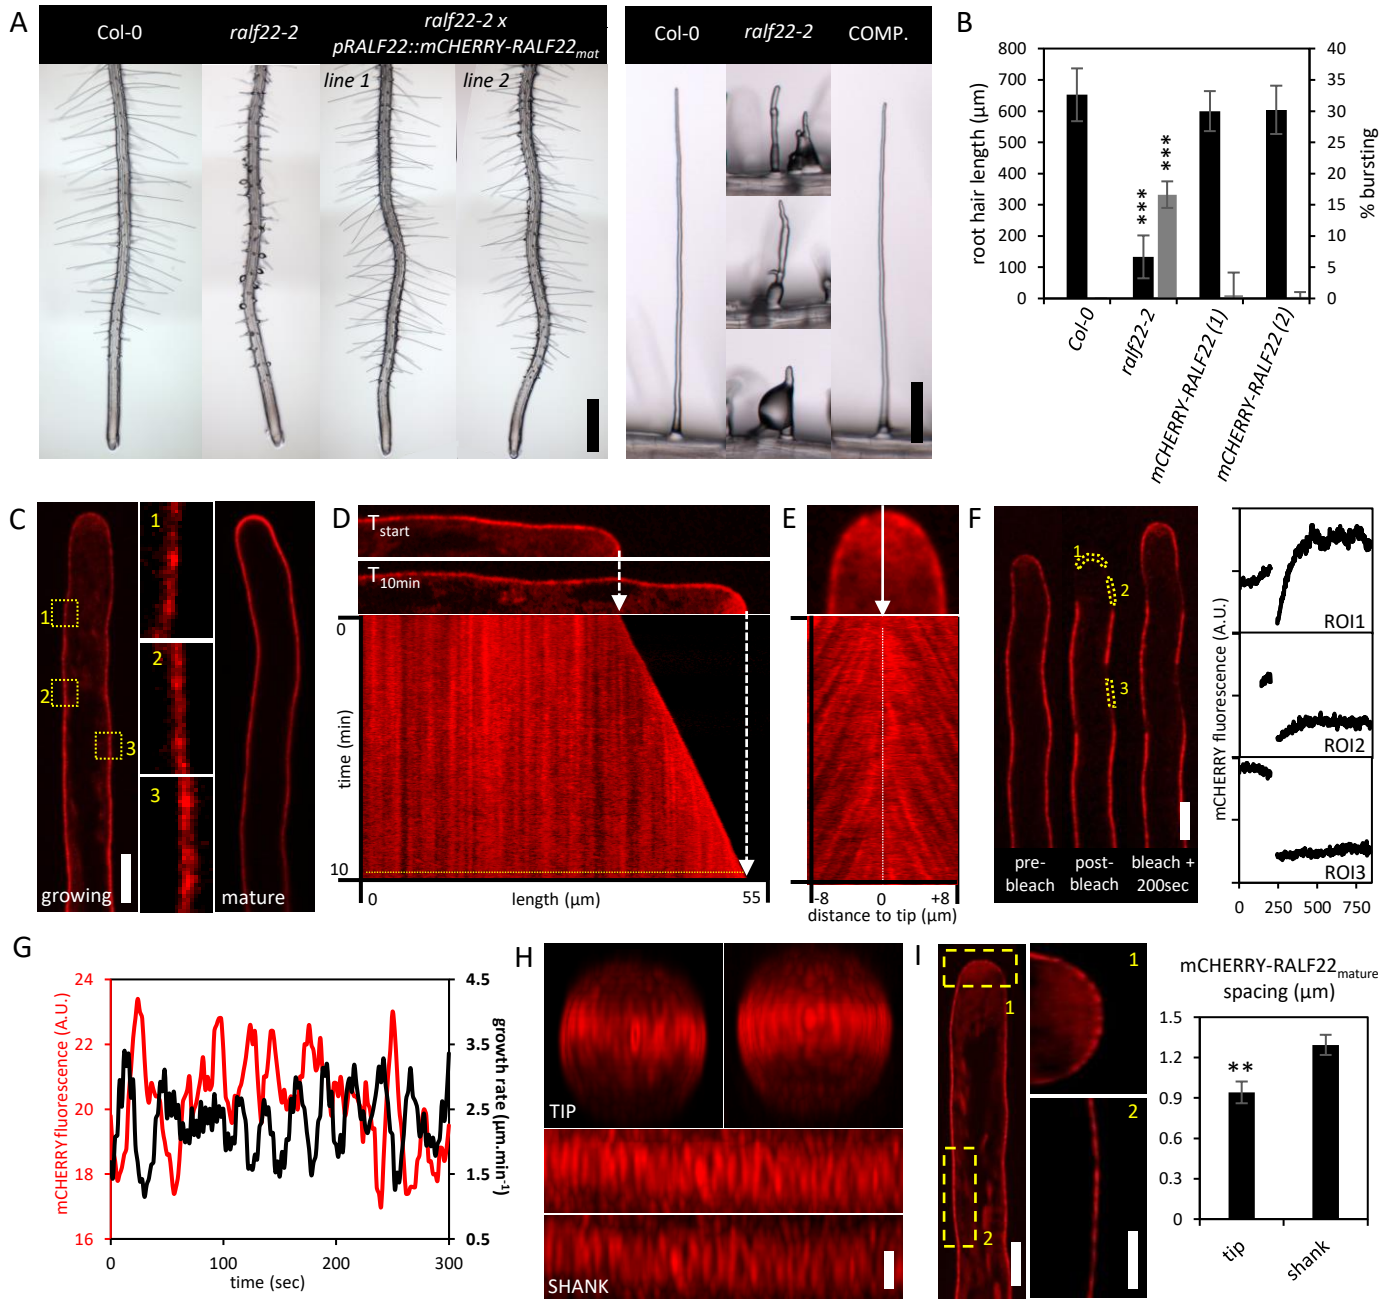 A
Col-0
ralf22-2
ralf22-2 x
pRALF22::mCHERRY-RALF22mat
line 1
line 2
Col-0
ralf22-2
COMP.
B
800
700
600
500
400
300
200
100
0
root hair length (µm)
40
35
30
25
20
15
10
5
0
% bursting
***
***
Col-0
ralf22-2
mCHERRY-RALF22 (1)
mCHERRY-RALF22 (2)
C
1
2
3
growing
1
2
3
mature
D
Tstart
T10min
0
10
time (min)
0
length (µm)
55
E
-8
0
+8
distance to tip (µm)
F
1
2
3
pre-
bleach
post-
bleach
bleach +
200sec
mCHERRY fluorescence (A.U.)
ROI1
ROI2
ROI3
0
250
500
750
G
24
22
20
18
16
mCHERRY fluorescence (A.U.)
4.5
3.5
2.5
1.5
0.5
growth rate (µm.min-1)
0
100
200
300
time (sec)
H
TIP
SHANK
I
1
2
1
2
mCHERRY-RALF22mature
spacing (µm)
1.5
1.2
0.9
0.6
0.3
0
**
tip
shank